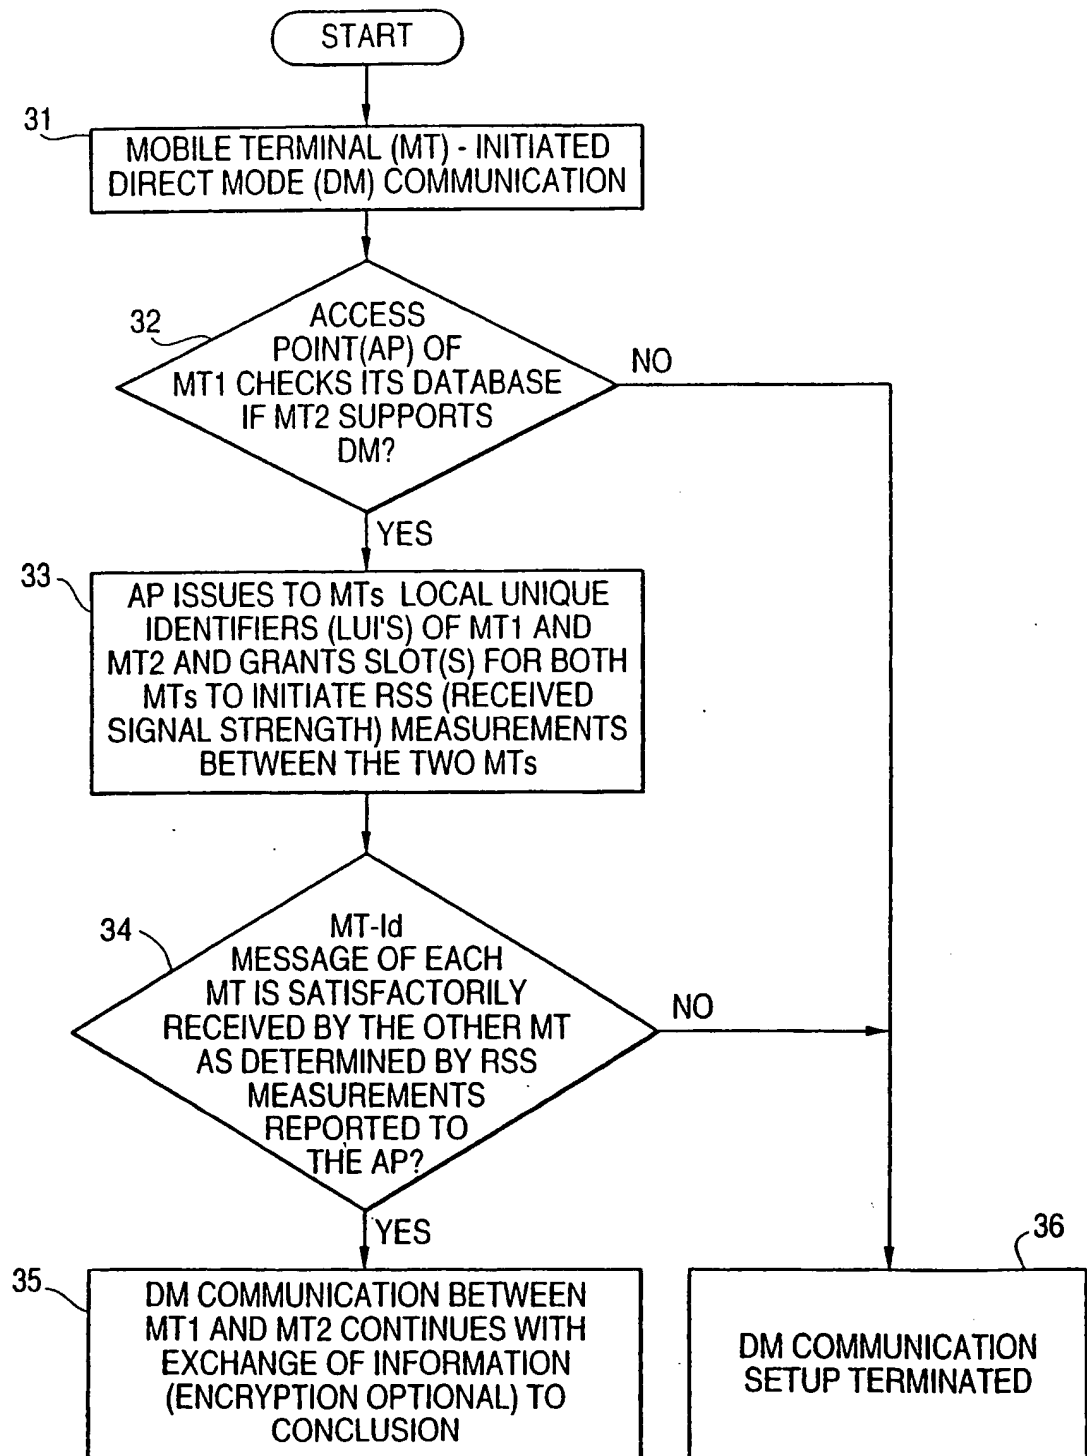 START
31
MOBILE TERMINAL (MT) - INITIATED
DIRECT MODE (DM) COMMUNICATION
32
ACCESS
POINT(AP) OF
MT1 CHECKS ITS DATABASE
IF MT2 SUPPORTS
DM?
NO
YES
33
AP ISSUES TO MTs LOCAL UNIQUE
IDENTIFIERS (LUI'S) OF MT1 AND
MT2 AND GRANTS SLOT(S) FOR BOTH
MTs TO INITIATE RSS (RECEIVED
SIGNAL STRENGTH) MEASUREMENTS
BETWEEN THE TWO MTs
34
MT-Id
MESSAGE OF EACH
MT IS SATISFACTORILY
RECEIVED BY THE OTHER MT
AS DETERMINED BY RSS
MEASUREMENTS
REPORTED TO
THE AP?
NO
YES
35
DM COMMUNICATION BETWEEN
MT1 AND MT2 CONTINUES WITH
EXCHANGE OF INFORMATION
(ENCRYPTION OPTIONAL) TO
CONCLUSION
36
DM COMMUNICATION
SETUP TERMINATED